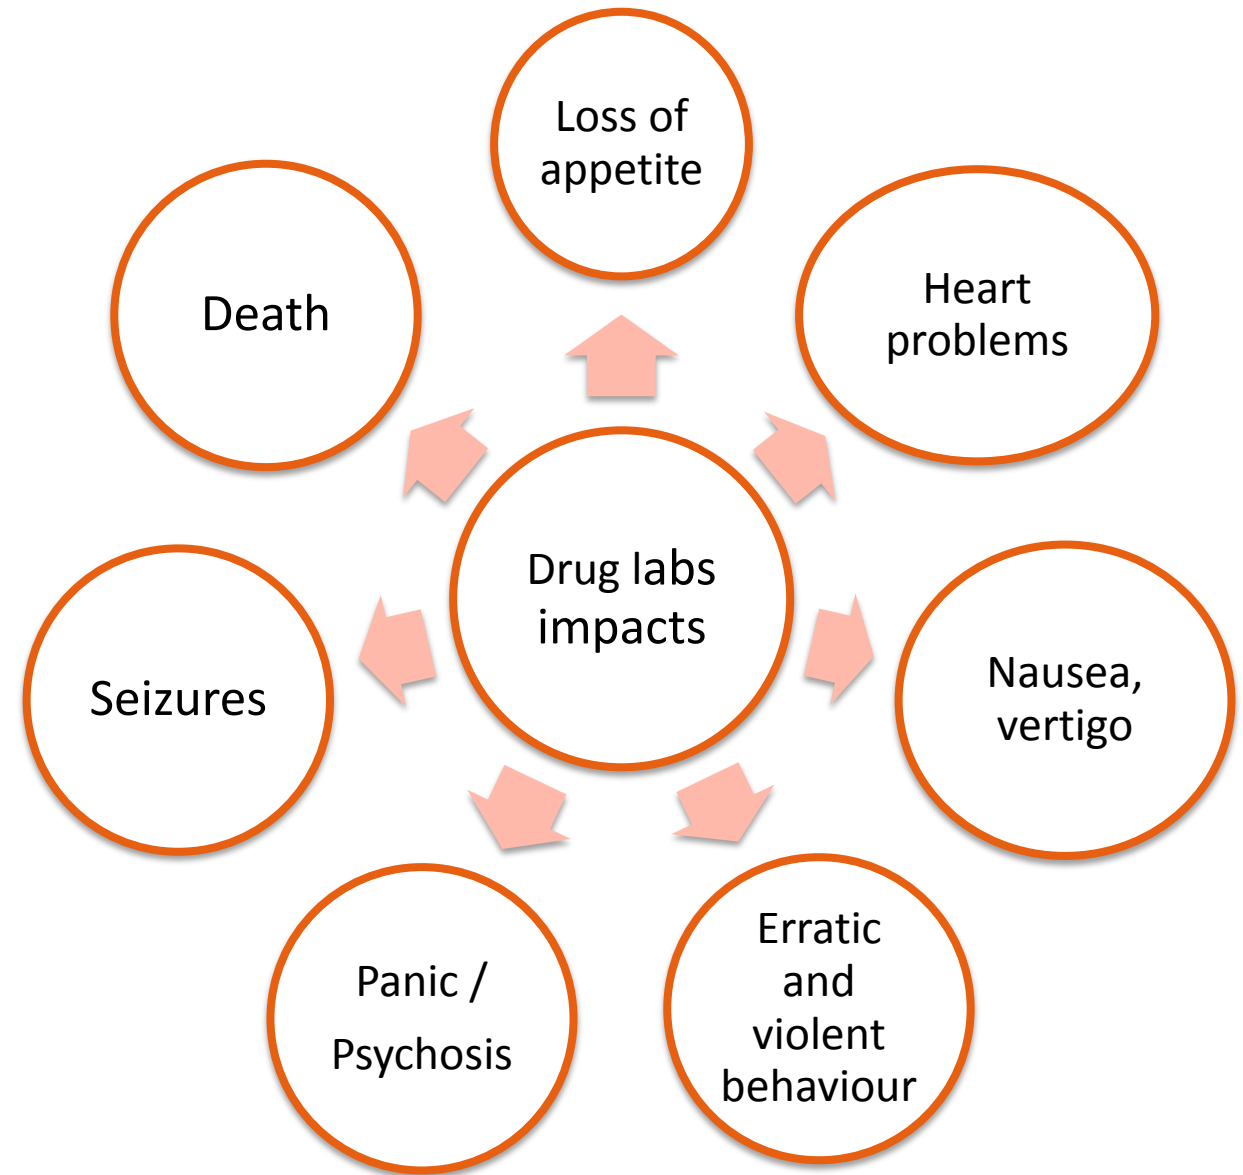 Loss of
appetite
Heart
problems
Nausea,
vertigo
Erratic
and
violent
behaviour
Panic /
Psychosis
Seizures
Death
Drug labs
impacts